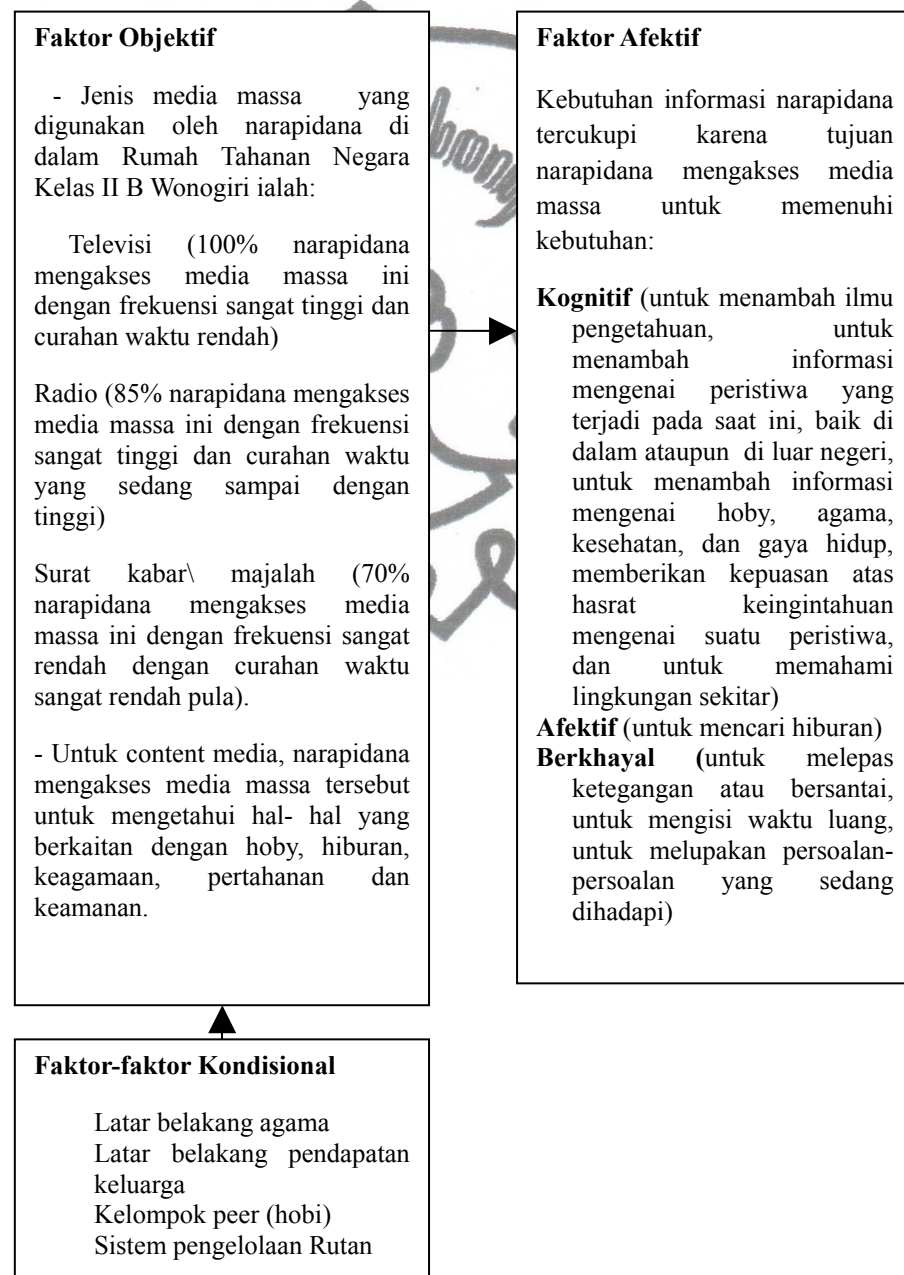 Faktor Objektif
- Jenis media massa yang
digunakan oleh narapidana di
dalam Rumah Tahanan Negara
Kelas II B Wonogiri ialah:
Televisi (100% narapidana
mengakses media massa ini
dengan frekuensi sangat tinggi dan
curahan waktu rendah)
Radio (85% narapidana mengakses
media massa ini dengan frekuensi
sangat tinggi dan curahan waktu
yang sedang sampai dengan
tinggi)
Surat kabar\ majalah (70%
narapidana mengakses media
massa ini dengan frekuensi sangat
rendah dengan curahan waktu
sangat rendah pula).
- Untuk content media, narapidana
mengakses media massa tersebut
untuk mengetahui hal- hal yang
berkaitan dengan hoby, hiburan,
keagamaan, pertahanan dan
keamanan.
Faktor Afektif
Kebutuhan informasi narapidana
tercukupi karena tujuan
narapidana mengakses media
massa untuk memenuhi
kebutuhan:
Kognitif (untuk menambah ilmu
pengetahuan, untuk
menambah informasi
mengenai peristiwa yang
terjadi pada saat ini, baik di
dalam ataupun di luar negeri,
untuk menambah informasi
mengenai hoby, agama,
kesehatan, dan gaya hidup,
memberikan kepuasan atas
hasrat keingintahuan
mengenai suatu peristiwa,
dan untuk memahami
lingkungan sekitar)
Afektif (untuk mencari hiburan)
Berkhayal (untuk melepas
ketegangan atau bersantai,
untuk mengisi waktu luang,
untuk melupakan persoalan-
persoalan yang sedang
dihadapi)
Faktor-faktor Kondisional
Latar belakang agama
Latar belakang pendapatan
keluarga
Kelompok peer (hobi)
Sistem pengelolaan Rutan